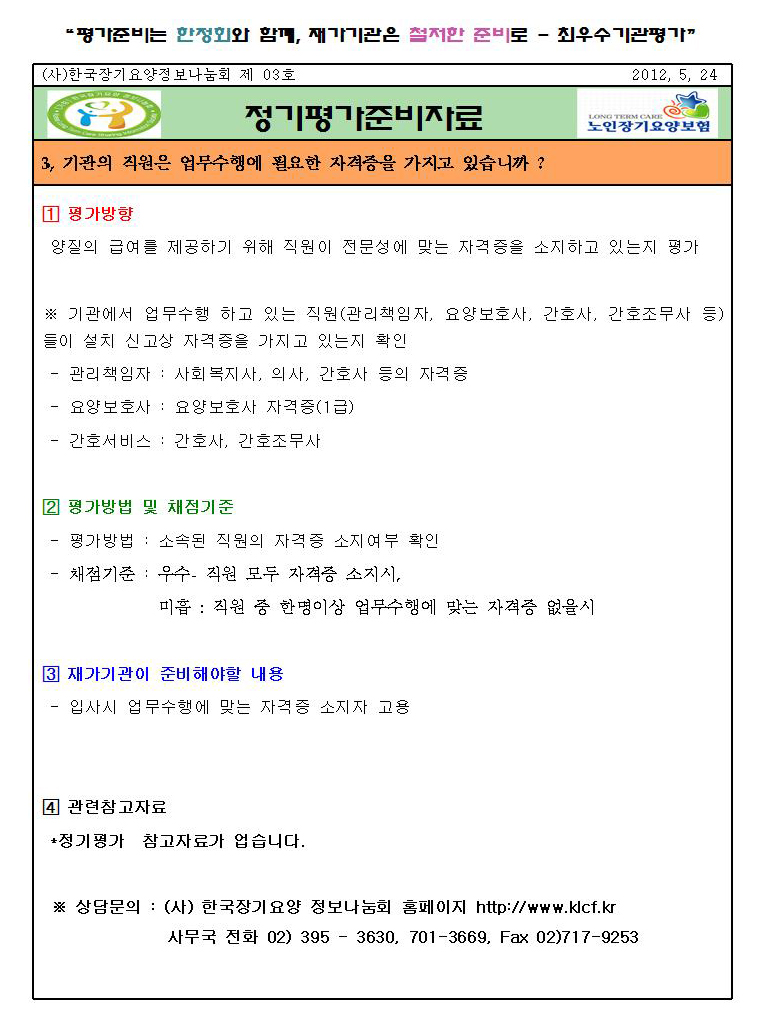 “평가준비는 한정회와 함께, 재가기관은 철저한 준비로 - 최우수기관평가”
(사)한국장기요양정보나눔회 제 03호 2012, 5, 24
정기평가준비자료
LONG TERM CARE
노인장기요양보험
3, 기관의 직원은 업무수행에 필요한 자격증을 가지고 있습니까 ?
1 평가방향
양질의 급여를 제공하기 위해 직원이 전문성에 맞는 자격증을 소지하고 있는지 평가
※ 기관에서 업무수행 하고 있는 직원(관리책임자, 요양보호사, 간호사, 간호조무사 등)
들이 설치 신고상 자격증을 가지고 있는지 확인
- 관리책임자 : 사회복지사, 의사, 간호사 등의 자격증
- 요양보호사 : 요양보호사 자격증(1급)
- 간호서비스 : 간호사, 간호조무사
2 평가방법 및 채점기준
- 평가방법 : 소속된 직원의 자격증 소지여부 확인
- 채점기준 : 우수- 직원 모두 자격증 소지시,
미흡 : 직원 중 한명이상 업무수행에 맞는 자격증 없을시
3 재가기관이 준비해야할 내용
- 입사시 업무수행에 맞는 자격증 소지자 고용
4 관련참고자료
*정기평가 참고자료가 업습니다.
※ 상담문의 : (사) 한국장기요양 정보나눔회 홈페이지 http://www.klcf.kr
사무국 전화 02) 395 - 3630, 701-3669, Fax 02)717-9253